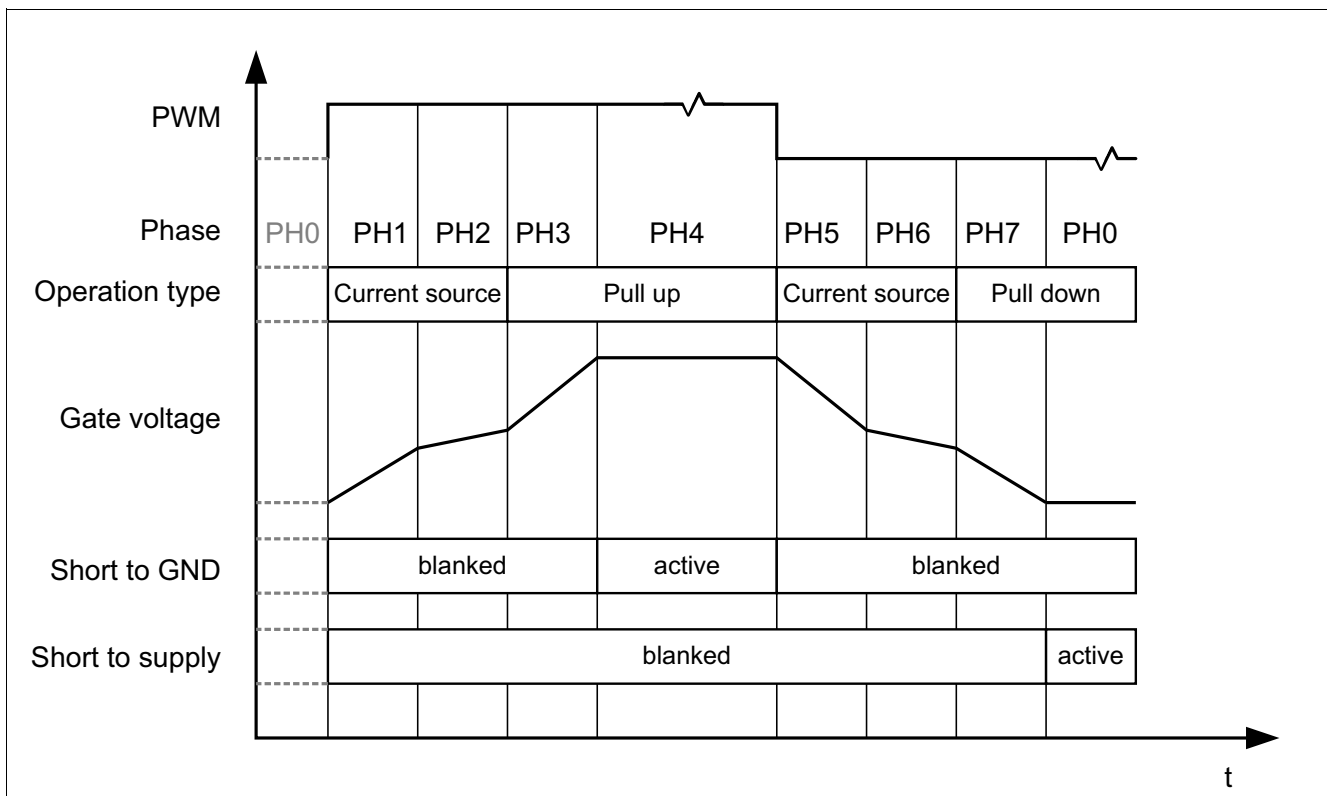 PWM
Phase PH0 PH1 PH2 PH3 PH4 PH5 PH6 PH7 PH0
Operation type Current source Pull up Current source Pull down
Gate voltage
Short to GND blanked active blanked
Short to supply blanked active
t